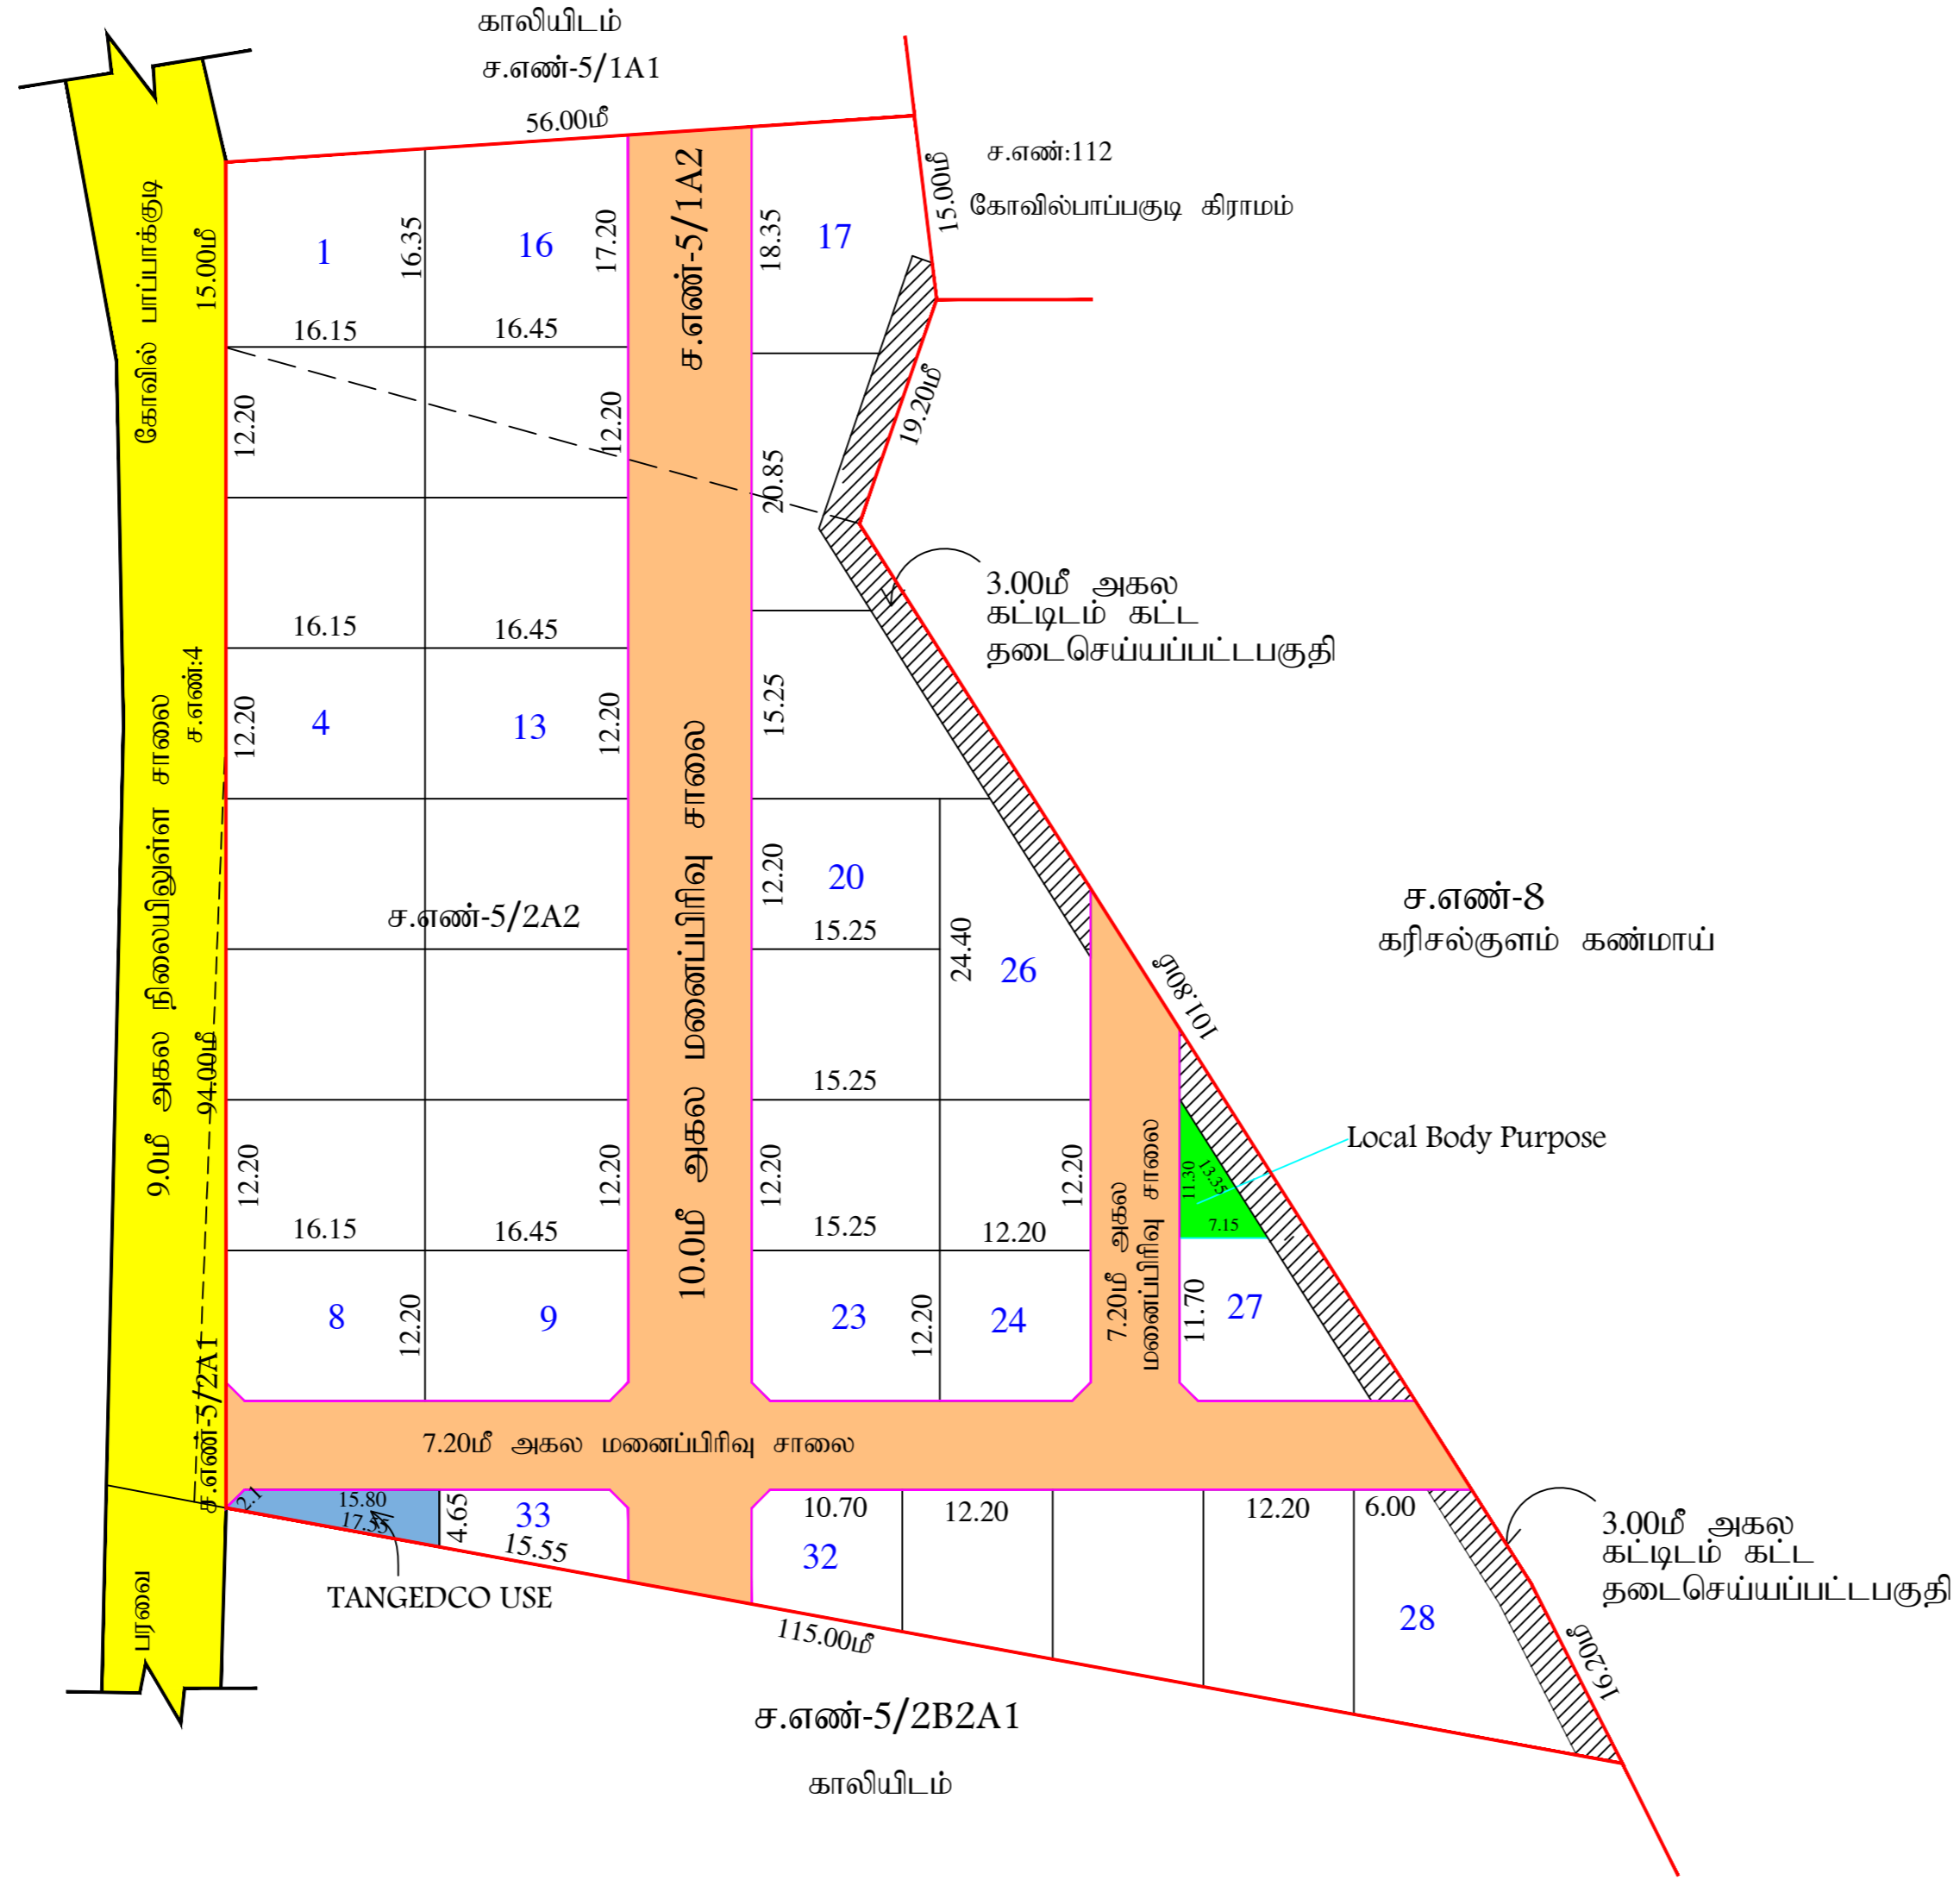 காலியிடம்
ச.எண்-5/1A1
56.00மீ
ச.எண்:112
கோவில்பாப்பகுடி கிராமம்
15.00மீ
கோவில் பாப்பாக்குடி
15.00மீ
1
16.35
16
17.20
ச.எண்-5/1A2
18.35
17
16.15
16.45
12.20
12.20
19.20மீ
20.85
3.00மீ அகல
கட்டிடம் கட்ட
தடைசெய்யப்பட்டபகுதி
16.15
16.45
ச.எண்:4
12.20
4
13
12.20
15.25
9.0மீ அகல நிலையிலுள்ள சாலை
10.0மீ அகல மனைப்பிரிவு சாலை
12.20
20
15.25
ச.எண்-5/2A2
24.40
26
ச.எண்-8
கரிசல்குளம் கண்மாய்
101.80மீ
94.00மீ
15.25
Local Body Purpose
12.20
12.20
12.20
12.20
11.30
13.35
7.15
16.15
16.45
15.25
12.20
7.20மீ அகல
மனைப்பிரிவு சாலை
8
12.20
9
23
12.20
24
11.70
27
ச.எண்-5/2A1
7.20மீ அகல மனைப்பிரிவு சாலை
2.1
15.80
17.55
4.65
33
15.55
10.70
12.20
12.20
6.00
32
28
3.00மீ அகல
கட்டிடம் கட்ட
தடைசெய்யப்பட்டபகுதி
TANGEDCO USE
பரவை
115.00மீ
16.20மீ
ச.எண்-5/2B2A1
காலியிடம்